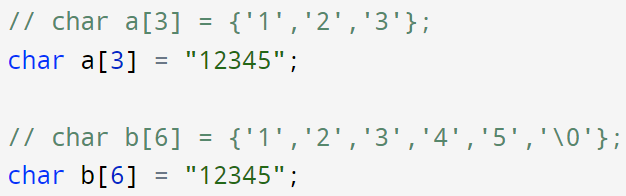 // char a[3] = {'1','2','3'};
char a[3] = "12345";
// char b[6] = {'1','2','3','4','5','\0'};
char b[6] = "12345";